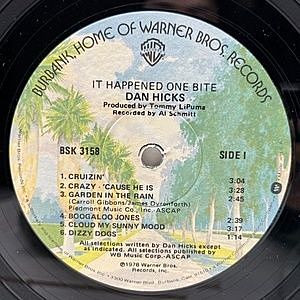 BURBANK, HOME OF WARNER BROS. RECORDS
IT HAPPENED ONE BITE
DAN HICKS
Produced by Tommy LiPuma
Recorded by Al Schmitt
BSK 3158
SIDE I
1. CRUIZIN' 3:04
2. CRAZY - 'CAUSE HE IS 3:28
3. GARDEN IN THE RAIN 2:45
(Carroll Gibbons/James Dyrenforth)
Piedmont Music Co., Inc.-ASCAP
4. BOOGALOO JONES 2:39
5. CLOUD MY SUNNY MOOD 3:17
6. DIZZY DOGS 1:14
All selections written by Dan Hicks except
as indicated. All selections published by
WB Music Corp.-ASCAP
℗1978 Warner Bros.
Records, Inc.